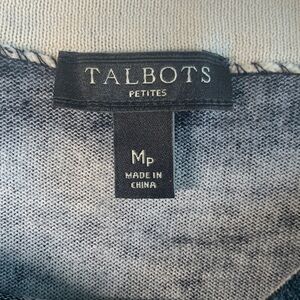 TALBOTS
PETITES
MP
MADE IN
CHINA